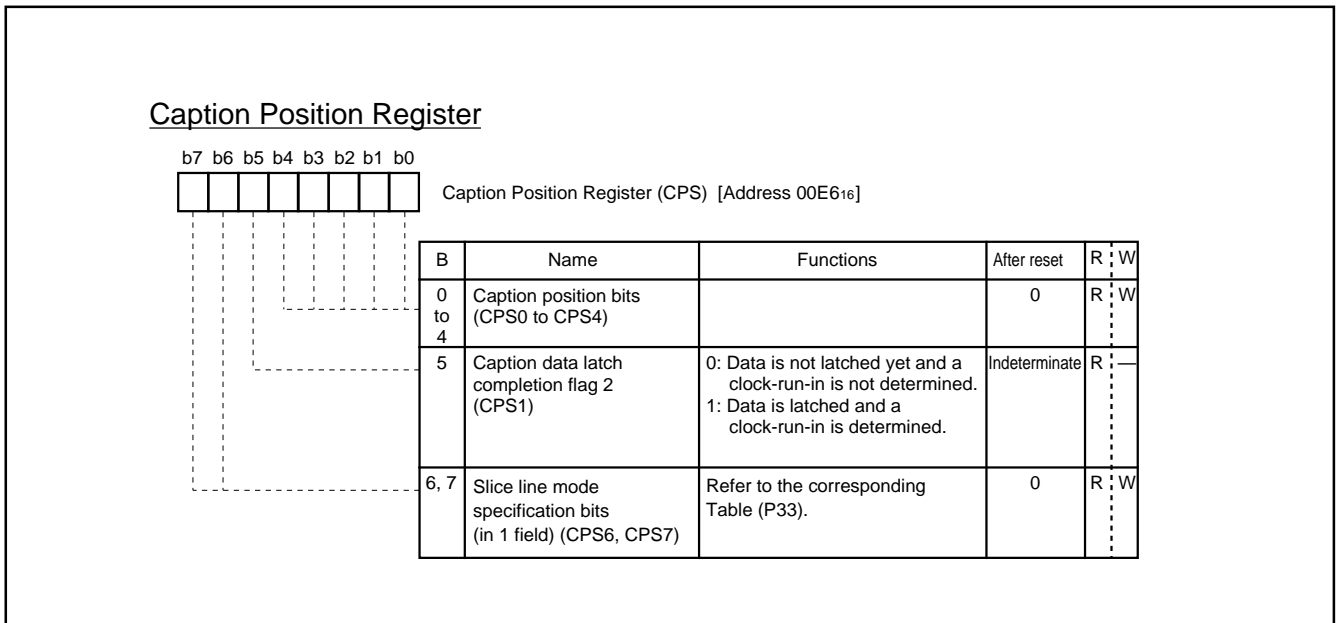 Caption Position Register
b7 b6 b5 b4 b3 b2 b1 b0
Caption Position Register (CPS) [Address 00E616]
B Name Functions After reset R W
0 to 4 Caption position bits (CPS0 to CPS4) 0 R W
5 Caption data latch completion flag 2 (CPS1) 0: Data is not latched yet and a clock-run-in is not determined. 1: Data is latched and a clock-run-in is determined. Indeterminate R —
6, 7 Slice line mode specification bits (in 1 field) (CPS6, CPS7) Refer to the corresponding Table (P33). 0 R W